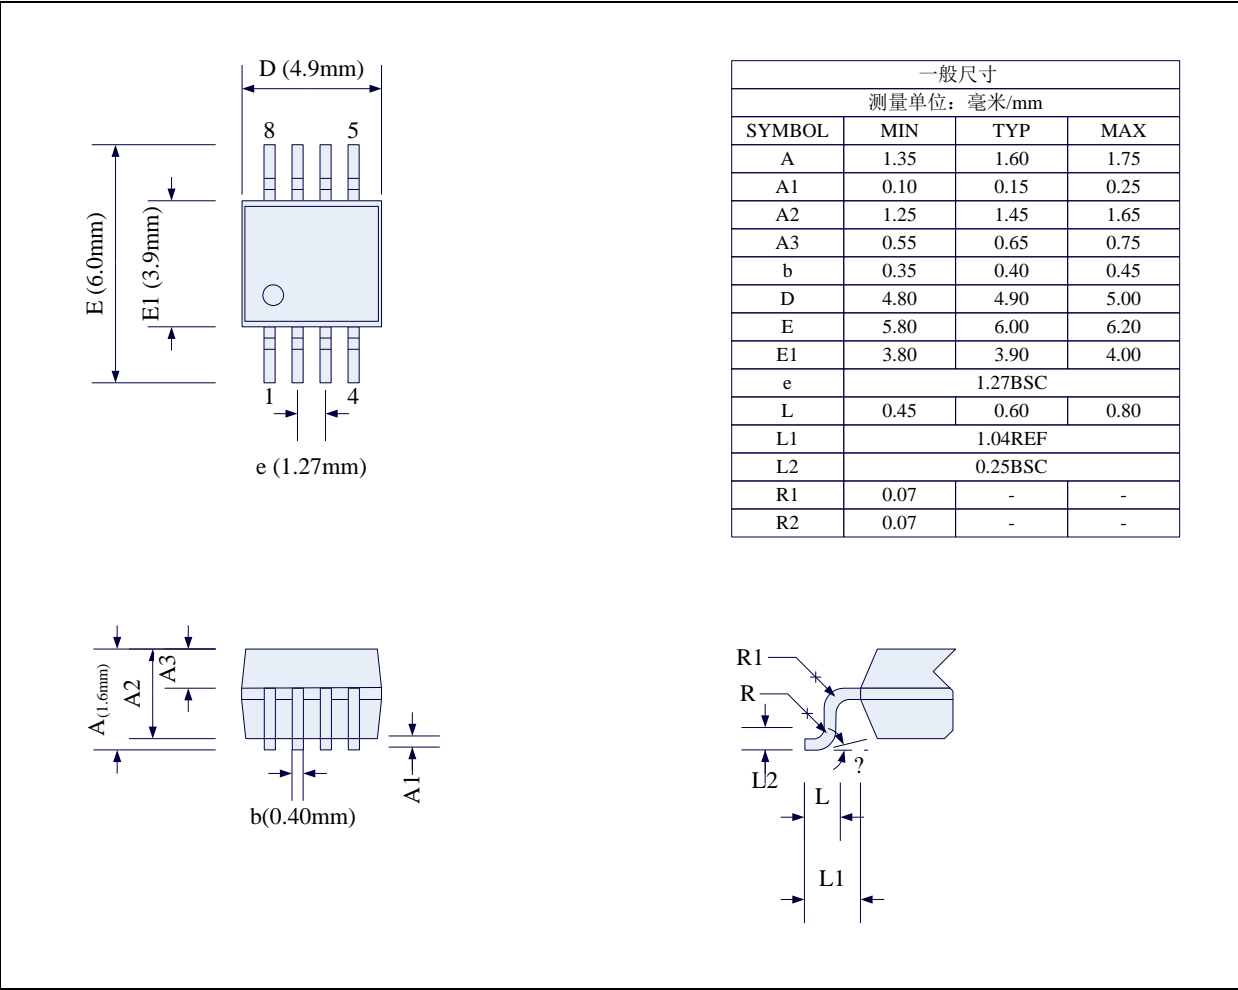 D (4.9mm)
8 5
E (6.0mm)
E1 (3.9mm)
1 4
e (1.27mm)
一般尺寸
测量单位：毫米/mm
SYMBOL MIN TYP MAX
A 1.35 1.60 1.75
A1 0.10 0.15 0.25
A2 1.25 1.45 1.65
A3 0.55 0.65 0.75
b 0.35 0.40 0.45
D 4.80 4.90 5.00
E 5.80 6.00 6.20
E1 3.80 3.90 4.00
e 1.27BSC
L 0.45 0.60 0.80
L1 1.04REF
L2 0.25BSC
R1 0.07 - -
R2 0.07 - -
A(1.6mm)
A2
A3
A1
b(0.40mm)
R1
R
L2
?
L
L1